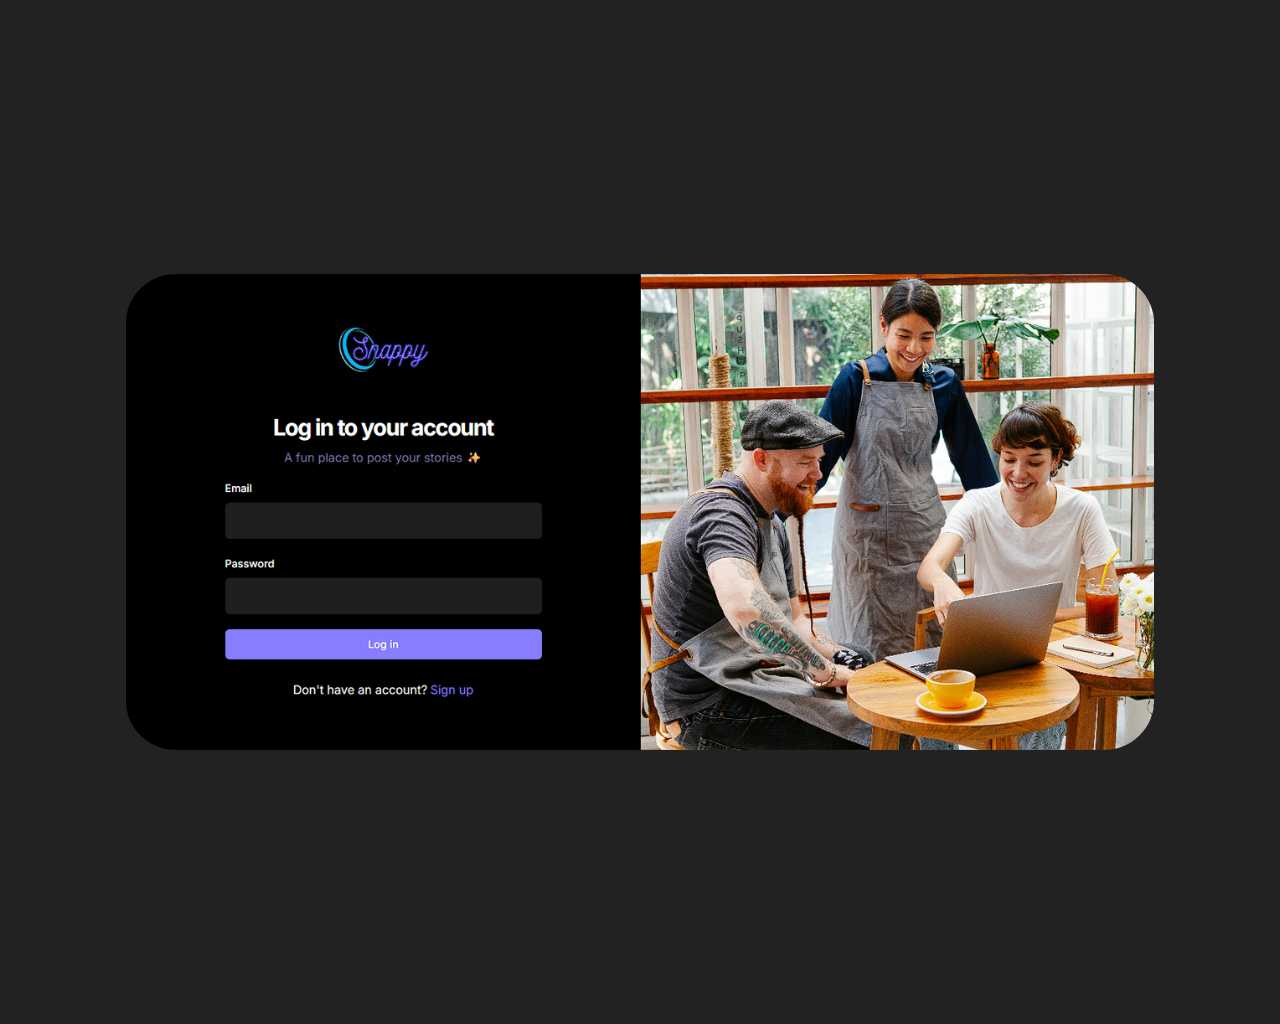 Snappy
Log in to your account
A fun place to post your stories ✨
Email
Password
Log in
Don't have an account? Sign up